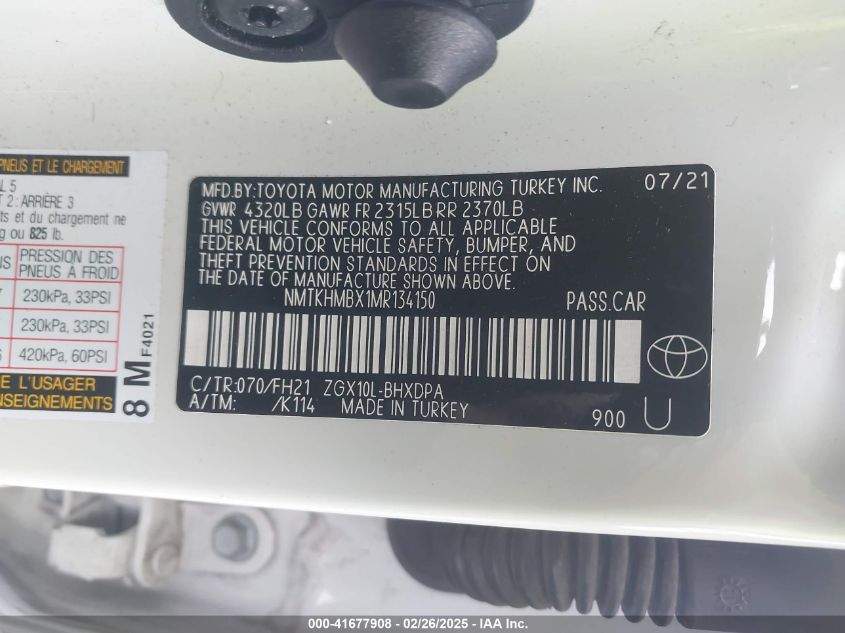 PNEUS ET LE CHARGEMENT
L 5
T 2 : ARRIÈRE 3
ts et du chargement ne
g ou 825 lb.
PRESSION DES
PNEUS A FROID
230kPa, 33PSI
230kPa, 33PSI
420kPa, 60PSI
E L'USAGER
NSEIGNEMENTS
8 M F4021
MFD.BY:TOYOTA MOTOR MANUFACTURING TURKEY INC. 07/21
GVWR 4320LB GAWR FR 2315LB RR 2370LB
THIS VEHICLE CONFORMS TO ALL APPLICABLE
FEDERAL MOTOR VEHICLE SAFETY, BUMPER, AND
THEFT PREVENTION STANDARDS IN EFFECT ON
THE DATE OF MANUFACTURE SHOWN ABOVE.
NMTKHMBX1MR134150 PASS.CAR
C/TR:070/FH21 ZGX10L-BHXDPA
A/TM: /K114 MADE IN TURKEY
900 U
000-41677908 - 02/26/2025 - IAA Inc.